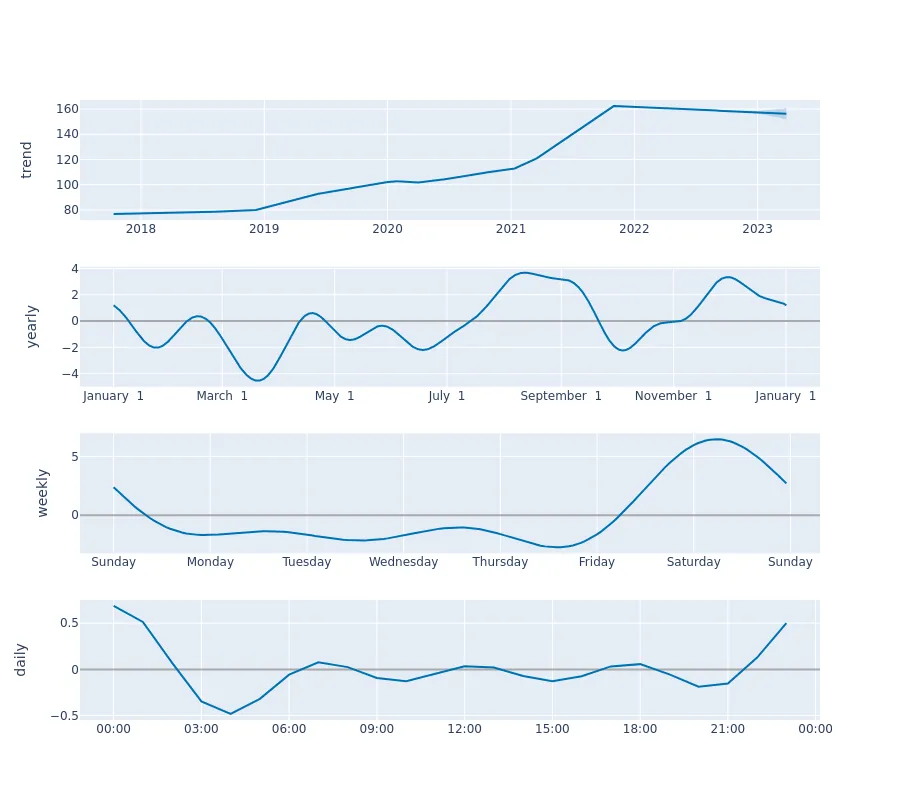 trend
160
140
120
100
80
2018 2019 2020 2021 2022 2023
yearly
4
2
0
−2
−4
January 1 March 1 May 1 July 1 September 1 November 1 January 1
weekly
5
0
Sunday Monday Tuesday Wednesday Thursday Friday Saturday Sunday
daily
0.5
0
−0.5
00:00 03:00 06:00 09:00 12:00 15:00 18:00 21:00 00:00